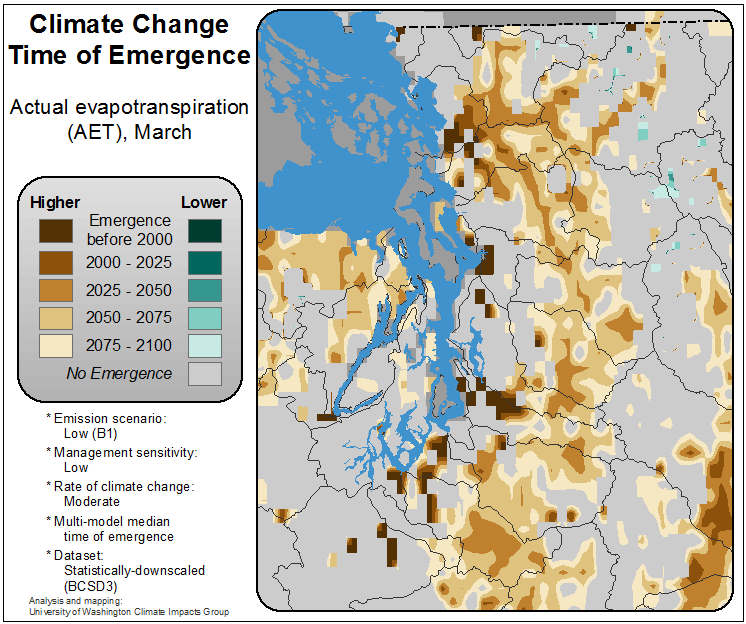 Climate Change
Time of Emergence
Actual evapotranspiration
(AET), March
Higher Lower
Emergence
before 2000
2000 - 2025
2025 - 2050
2050 - 2075
2075 - 2100
No Emergence
* Emission scenario:
Low (B1)
* Management sensitivity:
Low
* Rate of climate change:
Moderate
* Multi-model median
time of emergence
* Dataset:
Statistically-downscaled
(BCSD3)
Analysis and mapping:
University of Washington Climate Impacts Group